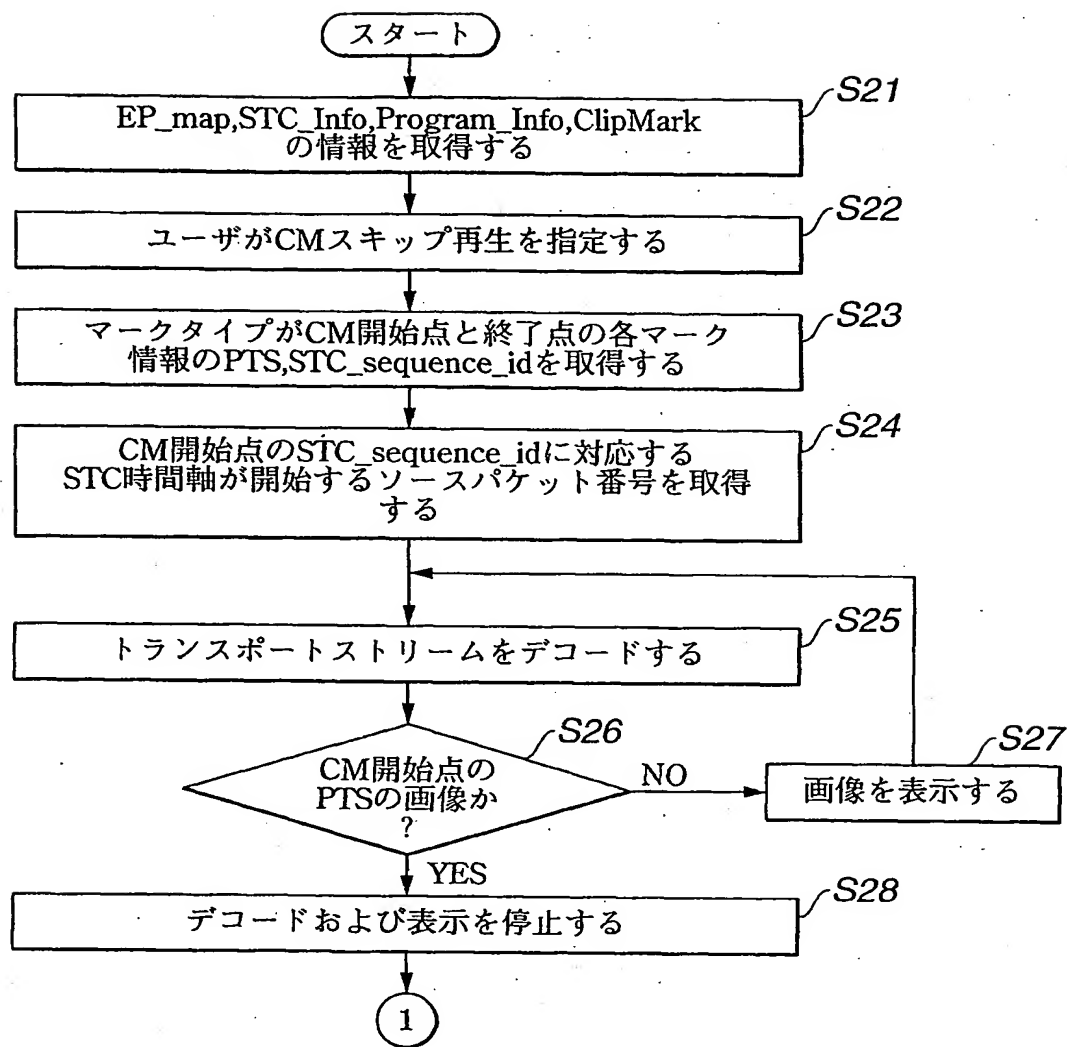 スタート
S21
EP_map,STC_Info,Program_Info,ClipMark
の情報を取得する
S22
ユーザがCMスキップ再生を指定する
S23
マークタイプがCM開始点と終了点の各マーク
情報のPTS,STC_sequence_idを取得する
S24
CM開始点のSTC_sequence_idに対応する
STC時間軸が開始するソースパケット番号を取得
する
S25
トランスポートストリームをデコードする
S26
CM開始点の
PTSの画像か
?
NO
S27
画像を表示する
YES
S28
デコードおよび表示を停止する
1